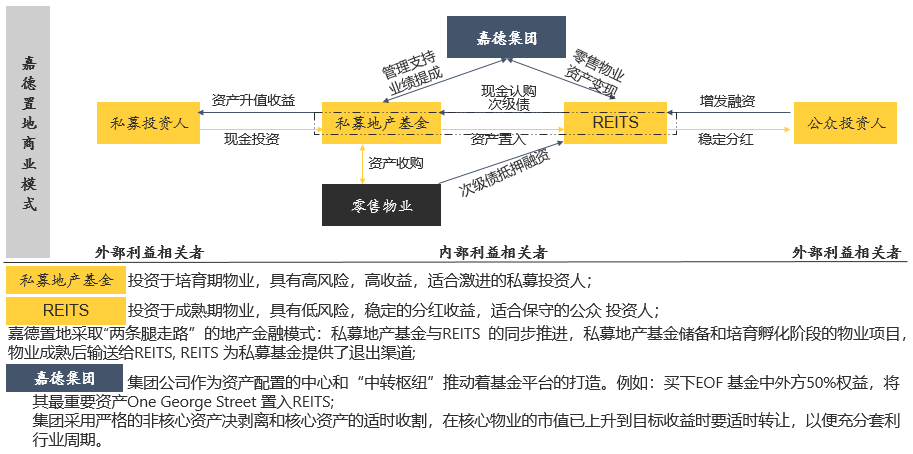 嘉德置地商业模式
嘉德集团
管理支持
业绩提成
零售物业
资产变现
资产升值收益
现金认购
次级债
增发融资
私募投资人
私募地产基金
REITS
公众投资人
现金投资
资产置入
稳定分红
资产收购
次级债抵押融资
零售物业
外部利益相关者
内部利益相关者
外部利益相关者
私募地产基金 投资于培育期物业，具有高风险，高收益，适合激进的私募投资人；
REITS 投资于成熟期物业，具有低风险，稳定的分红收益，适合保守的公众 投资人；
嘉德置地采取“两条腿走路” 的地产金融模式：私募地产基金与REITS 的同步推进，私募地产基金储备和培育孵化阶段的物业项目，
物业成熟后输送给REITS, REITS 为私募基金提供了退出渠道;
嘉德集团 集团公司作为资产配置的中心和“中转枢纽”推动着基金平台的打造。例如：买下EOF 基金中外方50%权益，将
其最重要资产One George Street 置入REITS;
集团采用严格的非核心资产决剥离和核心资产的适时收割，在核心物业的市值已上升到目标收益时要适时转让，以便充分套利
行业周期。